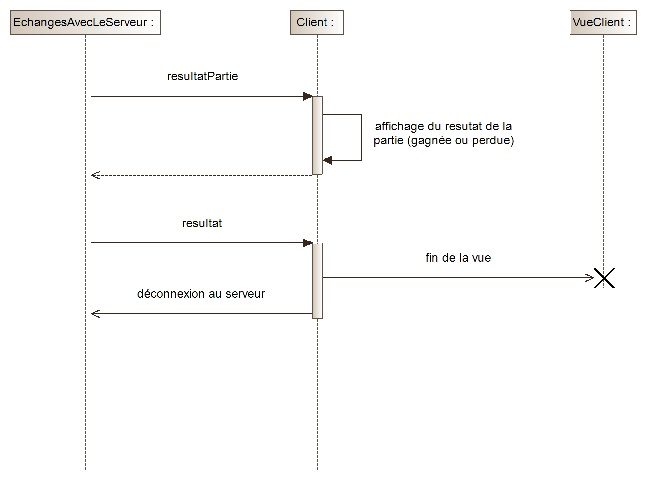 EchangesAvecLeServeur :
Client :
VueClient :
resultatPartie
affichage du resutat de la
partie (gagnée ou perdue)
resultat
fin de la vue
déconnexion au serveur